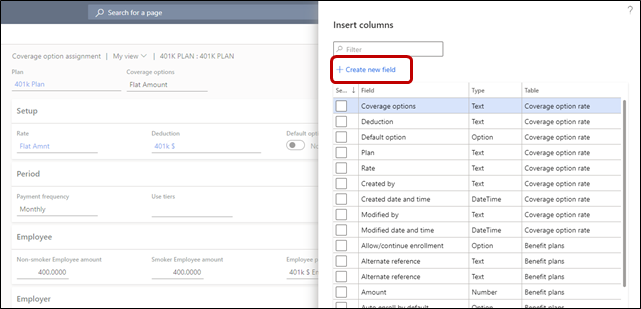 Search for a page
?
Insert columns
Filter
+ Create new field
Coverage option assignment | My view | 401K PLAN : 401K PLAN
Plan Coverage options
401k Plan Flat Amount
Setup
Rate Deduction Default opti
Flat Amnt 401k $ No
Period
Payment frequency Use tiers
Monthly
Employee
Non-smoker Employee amount Smoker Employee amount Employee p
400.0000 400.0000 401k $ Em
Employer
Se... ↓ Field Type Table
Coverage options Text Coverage option rate
Deduction Text Coverage option rate
Default option Option Coverage option rate
Plan Text Coverage option rate
Rate Text Coverage option rate
Created by Text Coverage option rate
Created date and time DateTime Coverage option rate
Modified by Text Coverage option rate
Modified date and time DateTime Coverage option rate
Allow/continue enrollment Option Benefit plans
Alternate reference Text Benefit plans
Alternate reference Text Benefit plans
Amount Number Benefit plans
Auto enroll by default Option Benefit plans